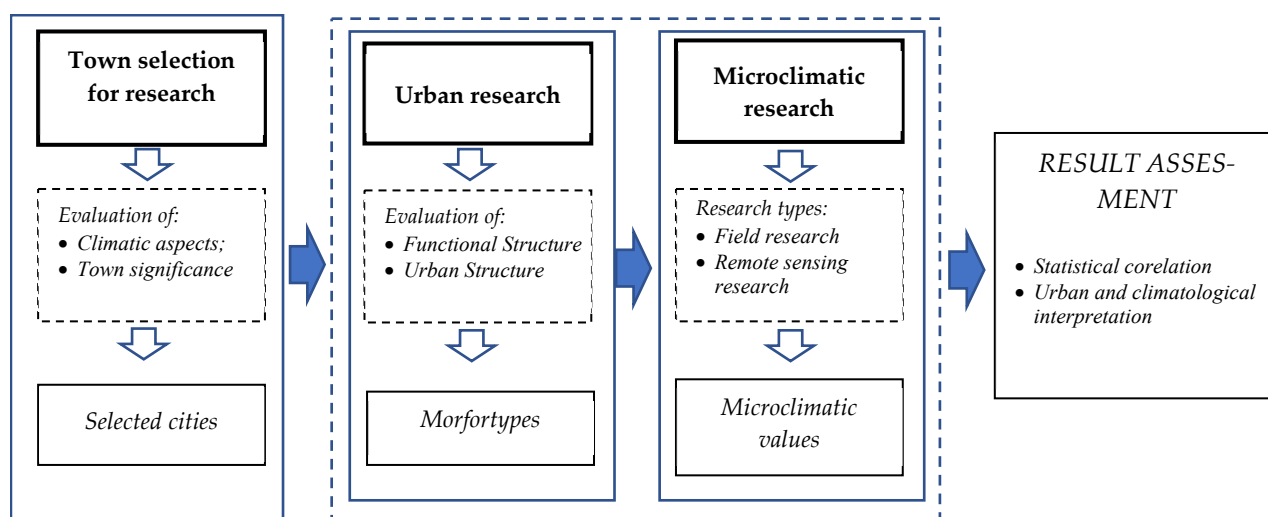 Town selection
for research
Evaluation of:
• Climatic aspects;
• Town significance
Selected cities
Urban research
Evaluation of:
• Functional Structure
• Urban Structure
Morfortypes
Microclimatic
research
Research types:
• Field research
• Remote sensing
research
Microclimatic
values
RESULT ASSES-
MENT
• Statistical corelation
• Urban and climatological
interpretation